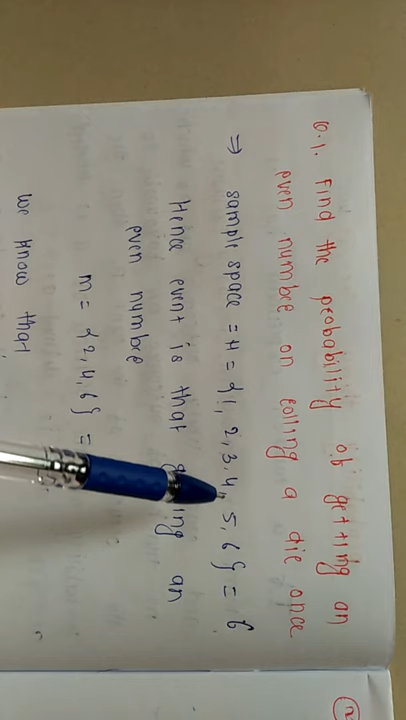 Q.1. Find the probability of getting an
even number on rolling a die once
⇒ sample space = n = {1, 2, 3, 4, 5, 6} = 6
Hence event is that an
even number
m = {2, 4, 6} =
we know that
(2